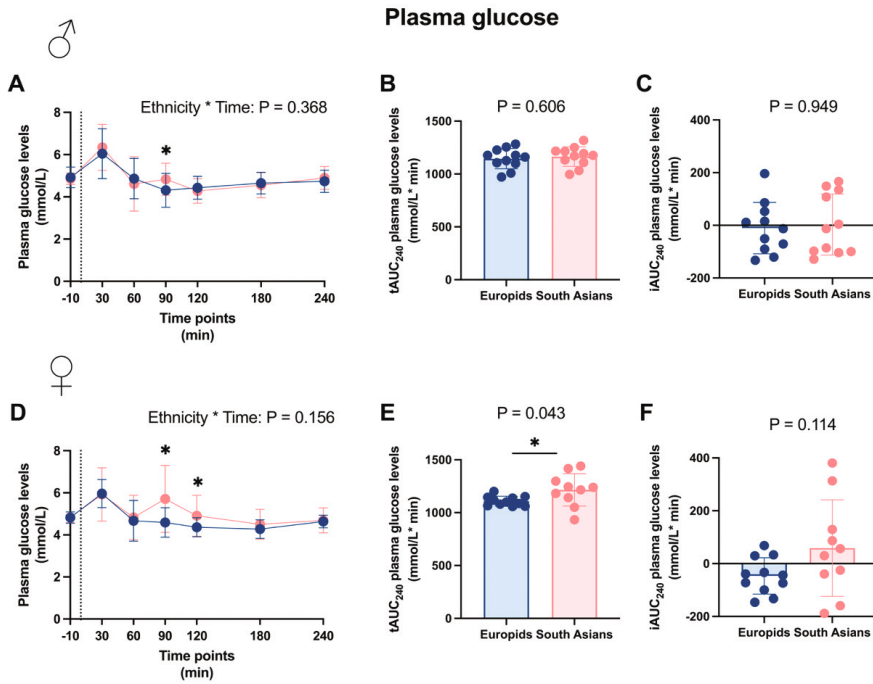 Plasma glucose
♂
A
Ethnicity * Time: P = 0.368
Plasma glucose levels
(mmol/L)
8
6
4
2
0
*
-10 30 60 90 120 180 240
Time points
(min)
B
P = 0.606
tAUC240 plasma glucose levels
(mmol/L* min)
1500
1000
500
0
Europids South Asians
C
P = 0.949
iAUC240 plasma glucose levels
(mmol/L* min)
400
200
0
-200
Europids South Asians
♀
D
Ethnicity * Time: P = 0.156
Plasma glucose levels
(mmol/L)
8
6
4
2
0
*
*
-10 30 60 90 120 180 240
Time points
(min)
E
P = 0.043
*
tAUC240 plasma glucose levels
(mmol/L* min)
1500
1000
500
0
Europids South Asians
F
P = 0.114
iAUC240 plasma glucose levels
(mmol/L* min)
400
200
0
-200
Europids South Asians